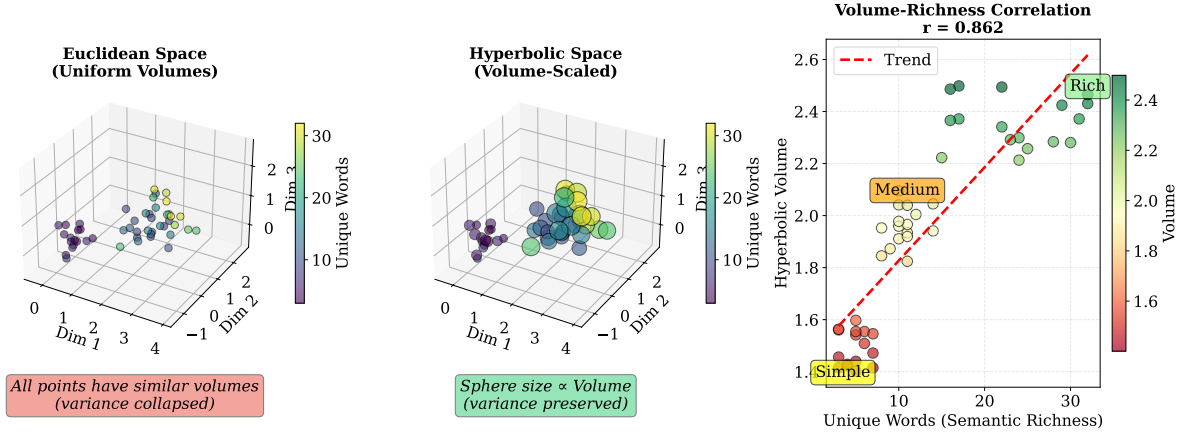 Euclidean Space
(Uniform Volumes)
2
1
0
Dim 3
0
1
2
3
4
Dim 1
−1
0
1
2
Dim 2
30
20
10
Unique Words
All points have similar volumes
(variance collapsed)
Hyperbolic Space
(Volume-Scaled)
2
1
0
Dim 3
0
1
2
3
4
Dim 1
−1
0
1
2
Dim 2
30
20
10
Unique Words
Sphere size ∝ Volume
(variance preserved)
Volume-Richness Correlation
r = 0.862
Trend
Rich
Medium
Simple
2.6
2.4
2.2
2.0
1.8
1.6
1.4
Hyperbolic Volume
10
20
30
Unique Words (Semantic Richness)
2.4
2.2
2.0
1.8
1.6
Volume